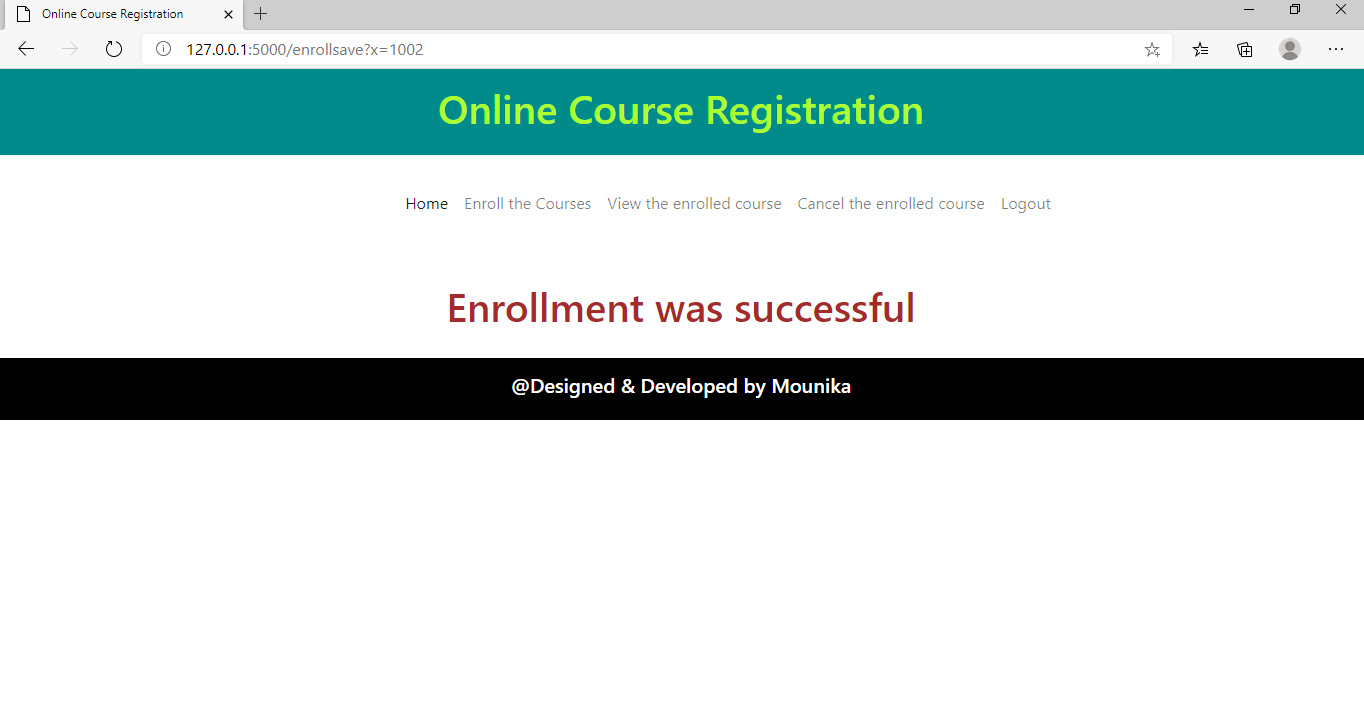 Online Course Registration
127.0.0.1:5000/enrollsave?x=1002
Online Course Registration
Home Enroll the Courses View the enrolled course Cancel the enrolled course Logout
Enrollment was successful
@Designed & Developed by Mounika